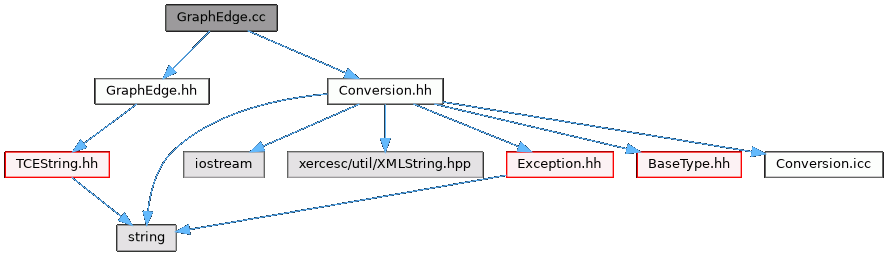 GraphEdge.cc
GraphEdge.hh
Conversion.hh
TCEString.hh
iostream
xercesc/util/XMLString.hpp
Exception.hh
BaseType.hh
Conversion.icc
string